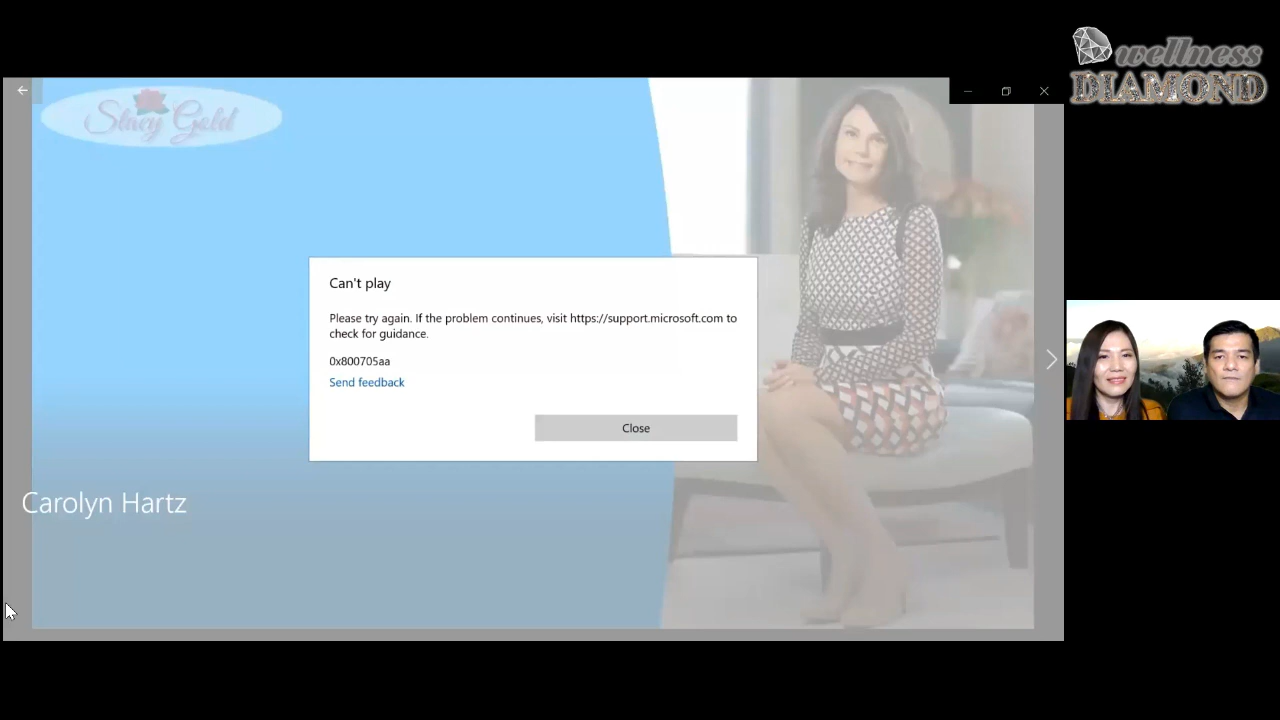 wellness
DIAMOND
Stacy Gold
Can't play
Please try again. If the problem continues, visit https://support.microsoft.com to
check for guidance.
0x800705aa
Send feedback
Close
Carolyn Hartz